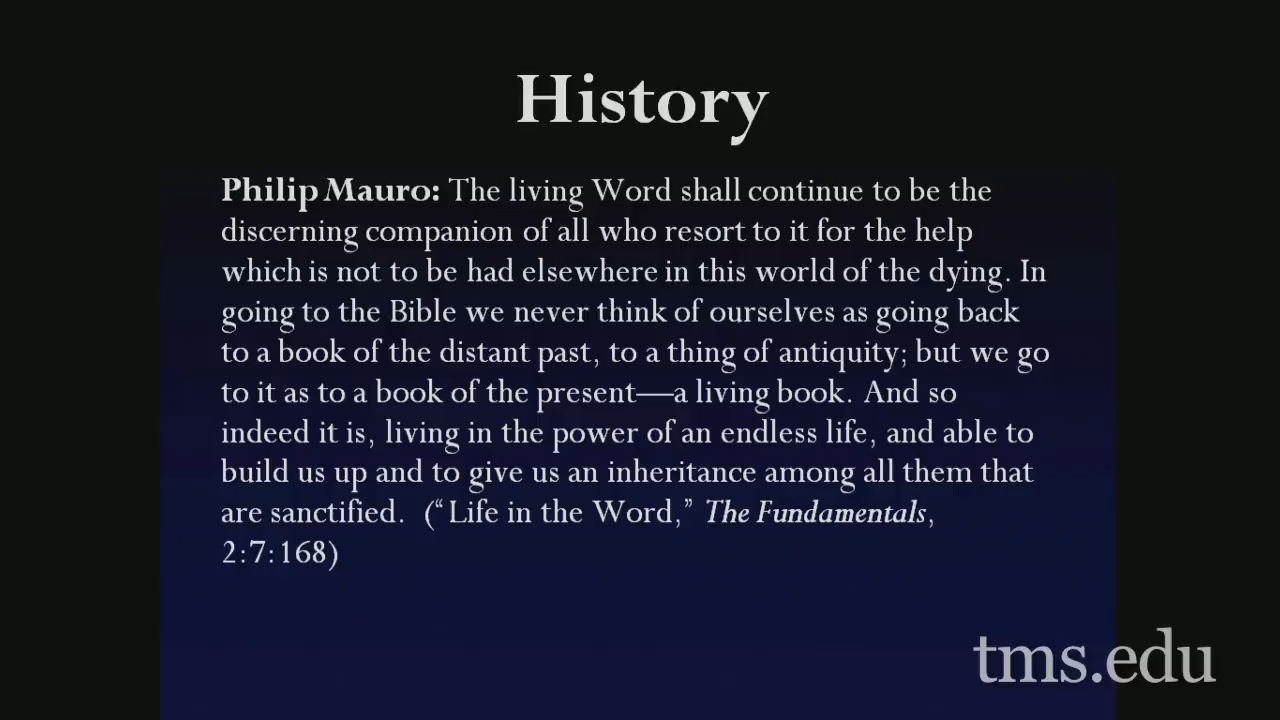 History
Philip Mauro: The living Word shall continue to be the
discerning companion of all who resort to it for the help
which is not to be had elsewhere in this world of the dying. In
going to the Bible we never think of ourselves as going back
to a book of the distant past, to a thing of antiquity; but we go
to it as to a book of the present—a living book. And so
indeed it is, living in the power of an endless life, and able to
build us up and to give us an inheritance among all them that
are sanctified. (“Life in the Word,” The Fundamentals,
2:7:168)
tms.edu